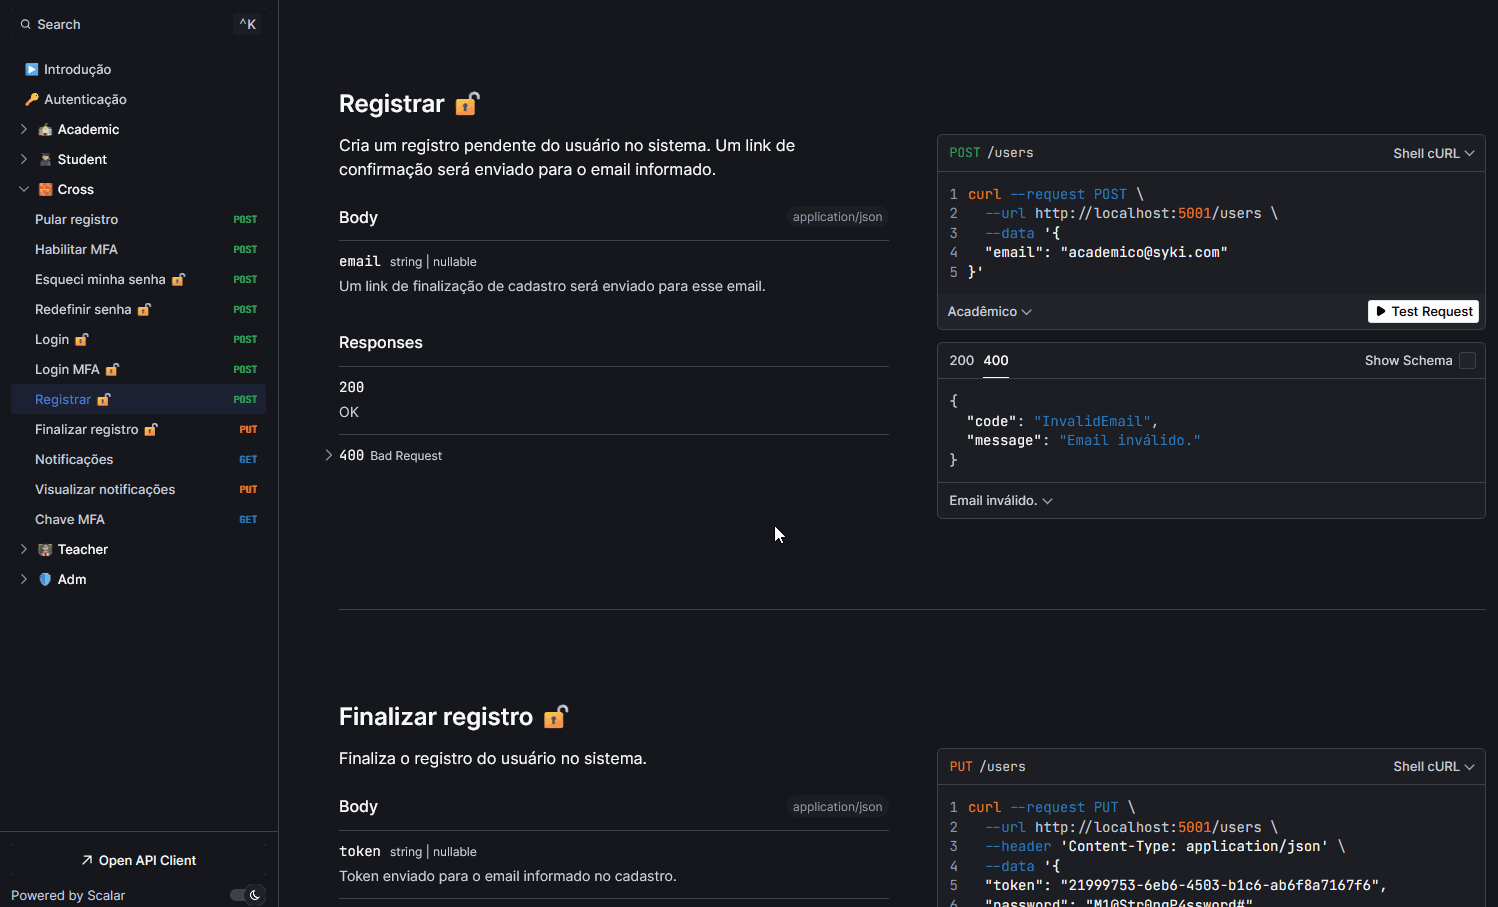 Search ^K
Introdução
Autenticação
Academic
Student
Cross
Pular registro POST
Habilitar MFA POST
Esqueci minha senha POST
Redefinir senha POST
Login POST
Login MFA POST
Registrar POST
Finalizar registro PUT
Notificações GET
Visualizar notificações PUT
Chave MFA GET
Teacher
Adm
Open API Client
Powered by Scalar
Registrar
Cria um registro pendente do usuário no sistema. Um link de
confirmação será enviado para o email informado.
Body application/json
email string | nullable
Um link de finalização de cadastro será enviado para esse email.
Responses
200
OK
400 Bad Request
POST /users Shell cURL
1 curl --request POST \
2 --url http://localhost:5001/users \
3 --data '{
4 "email": "academico@syki.com"
5 }'
Acadêmico Test Request
200 400 Show Schema
{
"code": "InvalidEmail",
"message": "Email inválido."
}
Email inválido.
Finalizar registro
Finaliza o registro do usuário no sistema.
Body application/json
token string | nullable
Token enviado para o email informado no cadastro.
PUT /users Shell cURL
1 curl --request PUT \
2 --url http://localhost:5001/users \
3 --header 'Content-Type: application/json' \
4 --data '{
5 "token": "21999753-6eb6-4503-b1c6-ab6f8a7167f6",
6 "password": "M10Str0ngP4ssword#"